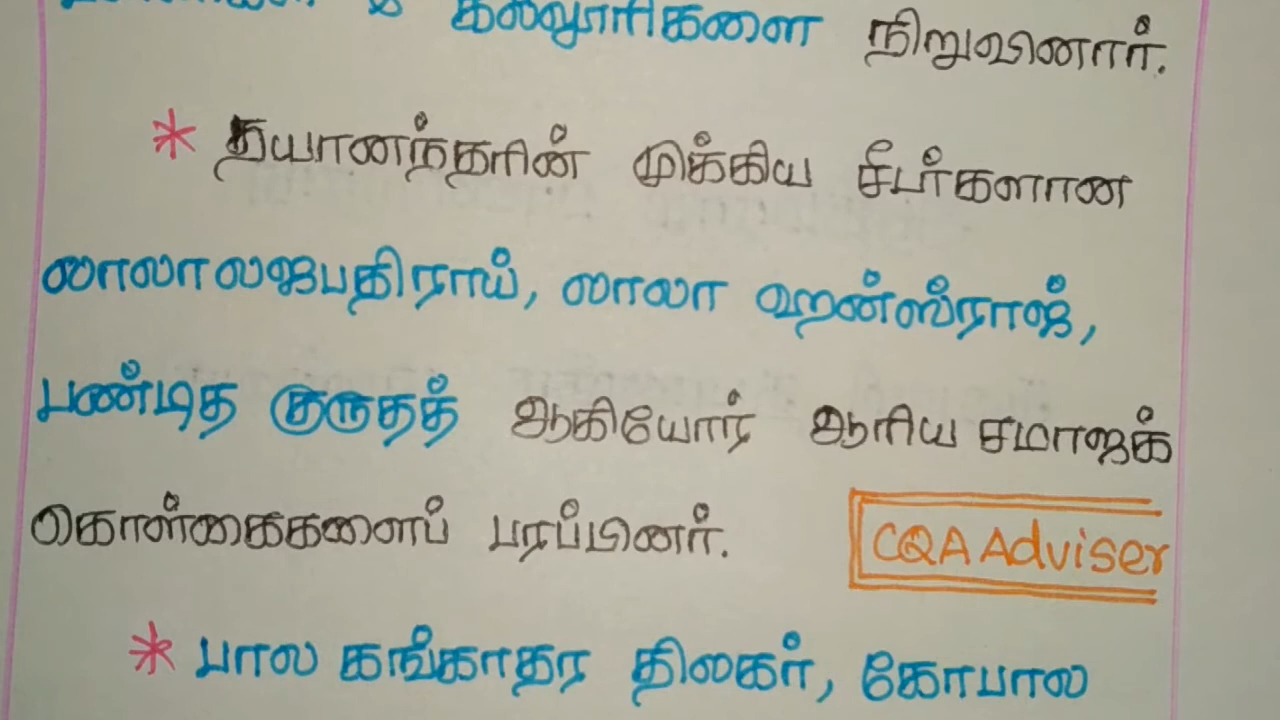 & கல்லூரிகளை நிறுவினார்.
* தயானந்தரின் முக்கிய சீடர்களான
லாலாலஜபதிராய், லாலா ஹன்ஸ்ராஜ்,
பண்டித குருதத் ஆகியோர் ஆரிய சமாஜக்
கொள்கைகளைப் பரப்பினர்.
CQA Adviser
* பால கங்காதர திலகர், கோபால